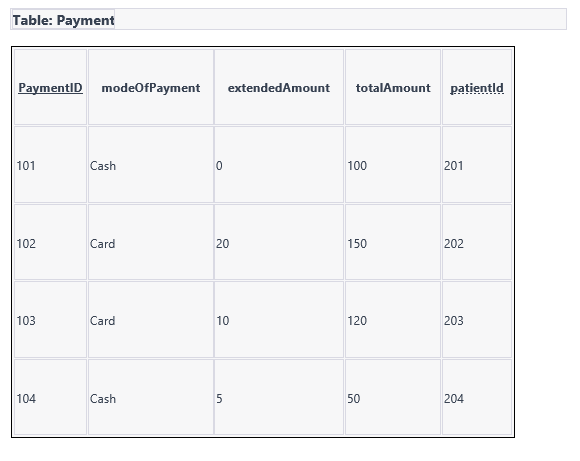 Table: Payment
PaymentID modeOfPayment extendedAmount totalAmount patientId
101 Cash 0 100 201
102 Card 20 150 202
103 Card 10 120 203
104 Cash 5 50 204